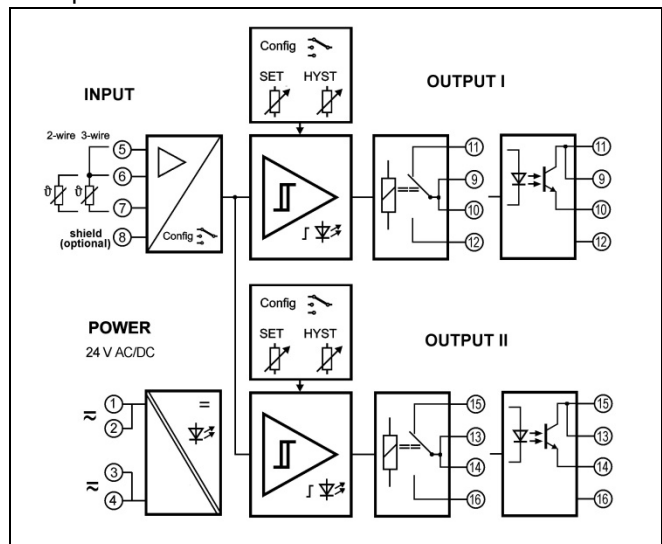 Config
SET HYST
INPUT
OUTPUT I
2-wire 3-wire
5
6
7
shield
(optional) 8
Config
ϑ
ϑ
11
9
10
12
11
9
10
12
Config
SET HYST
POWER
24 V AC/DC
OUTPUT II
1
2
3
4
15
13
14
16
15
13
14
16